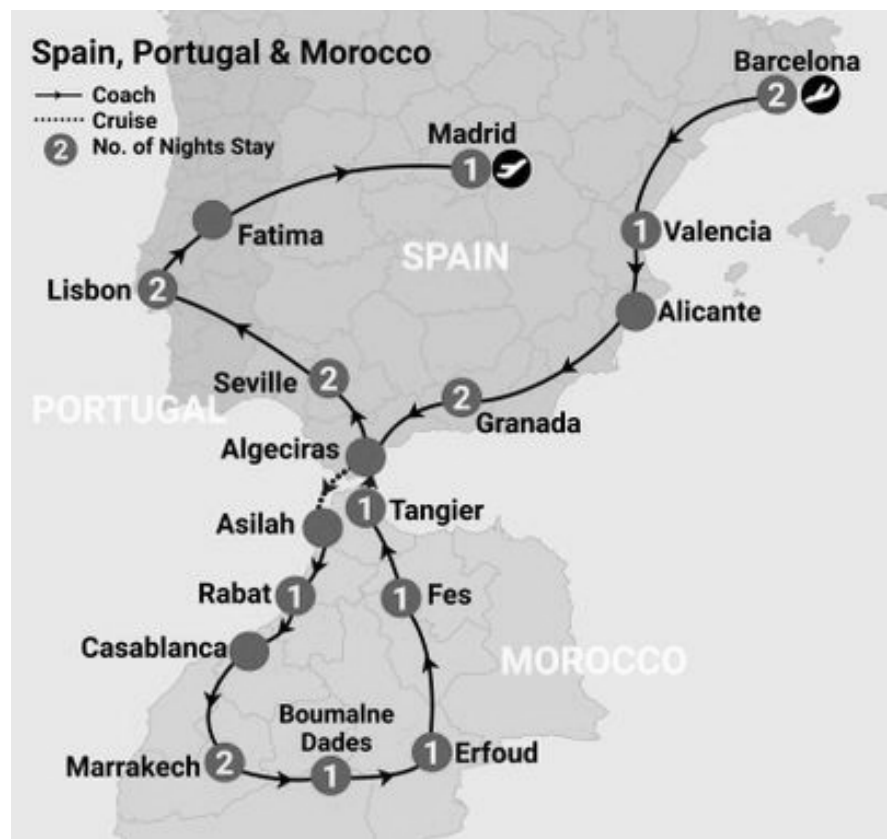 Spain, Portugal & Morocco
Coach
Cruise
2 No. of Nights Stay
Barcelona
2
Madrid
1
Fatima
1 Valencia
SPAIN
Lisbon 2
Alicante
Seville 2
2
PORTUGAL
Granada
Algeciras
1 Tangier
Asilah
Rabat 1
1 Fes
Casablanca
MOROCCO
Boumalne
Dades
Marrakech 2
1
1 Erfoud